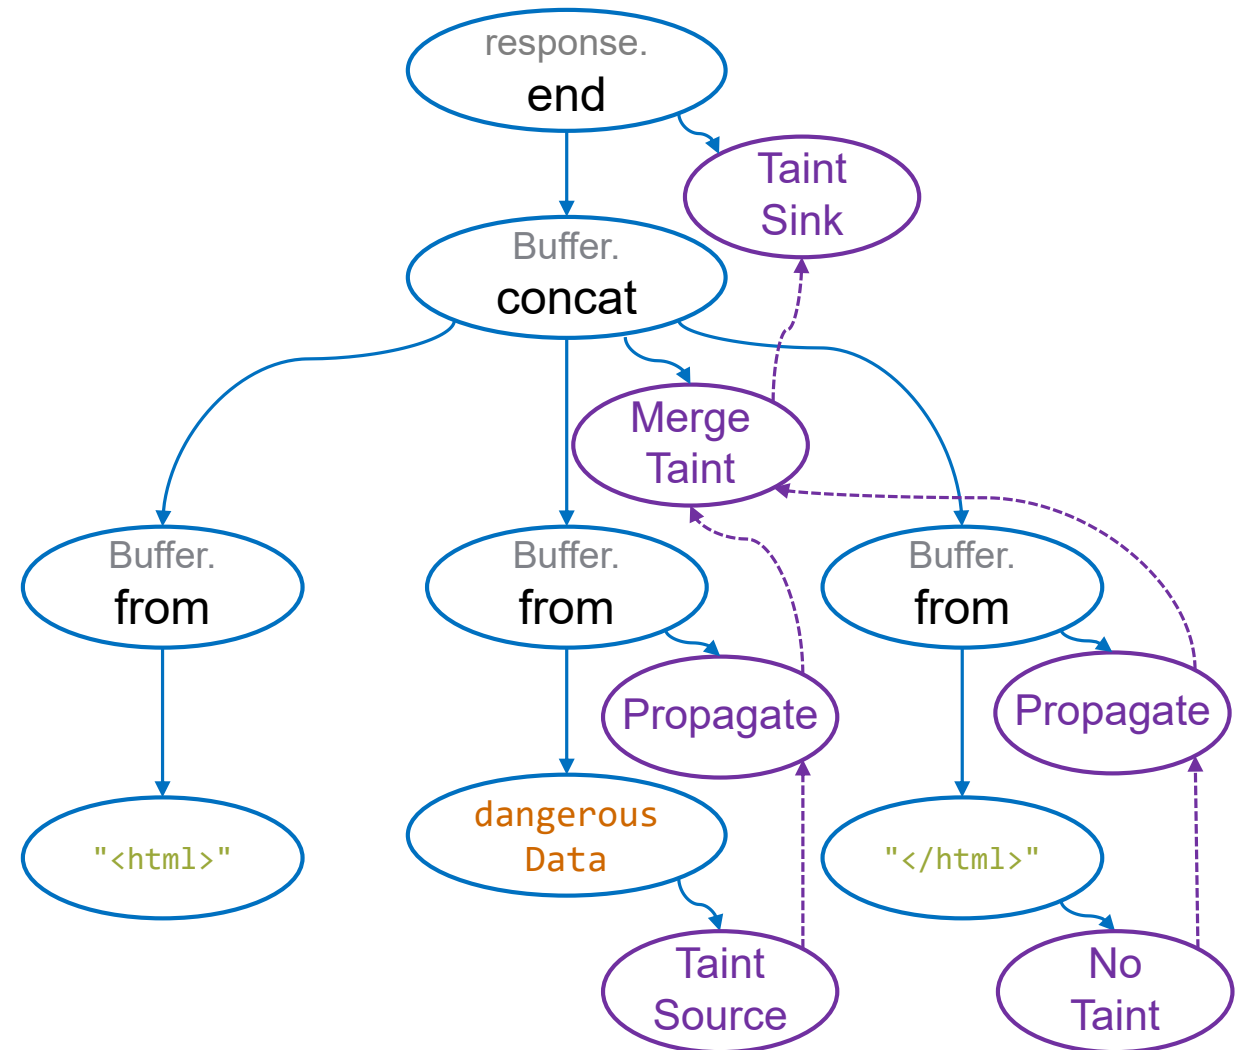 response.
end
Taint
Sink
Buffer.
concat
Merge
Taint
Buffer.
from
Buffer.
from
Buffer.
from
Propagate
Propagate
"<html>"
dangerous
Data
"</html>"
Taint
Source
No
Taint